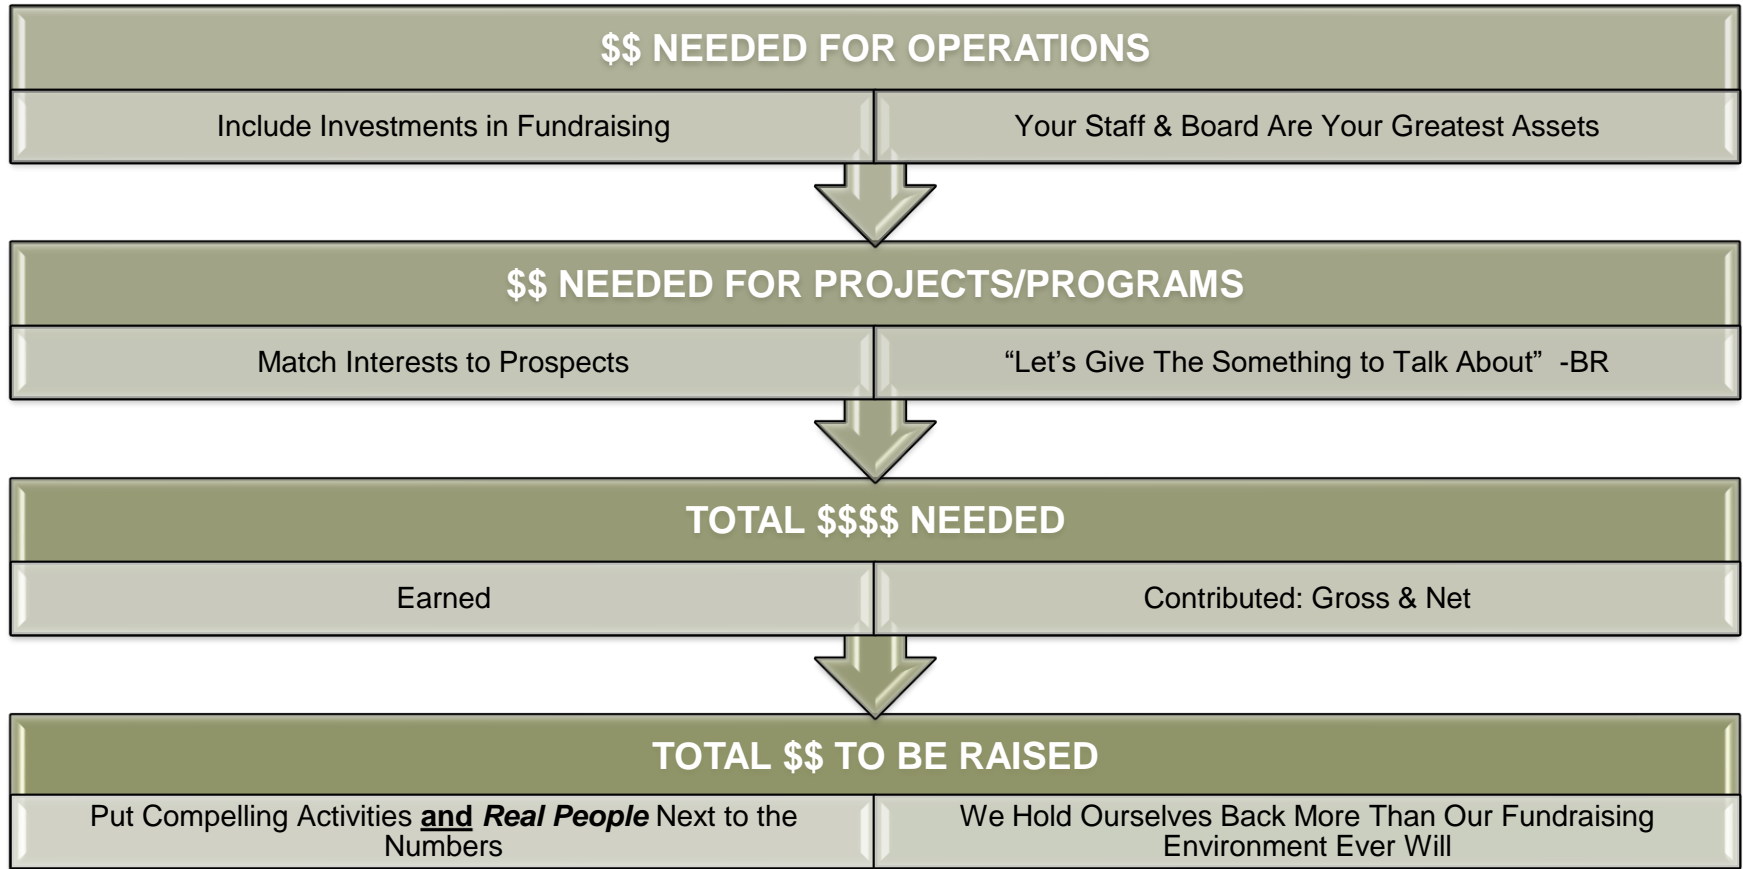 $$ NEEDED FOR OPERATIONS
Include Investments in Fundraising
Your Staff & Board Are Your Greatest Assets
$$ NEEDED FOR PROJECTS/PROGRAMS
Match Interests to Prospects
“Let’s Give The Something to Talk About”  -BR
TOTAL $$$$ NEEDED
Earned
Contributed: Gross & Net
TOTAL $$ TO BE RAISED
Put Compelling Activities and Real People Next to the
Numbers
We Hold Ourselves Back More Than Our Fundraising
Environment Ever Will